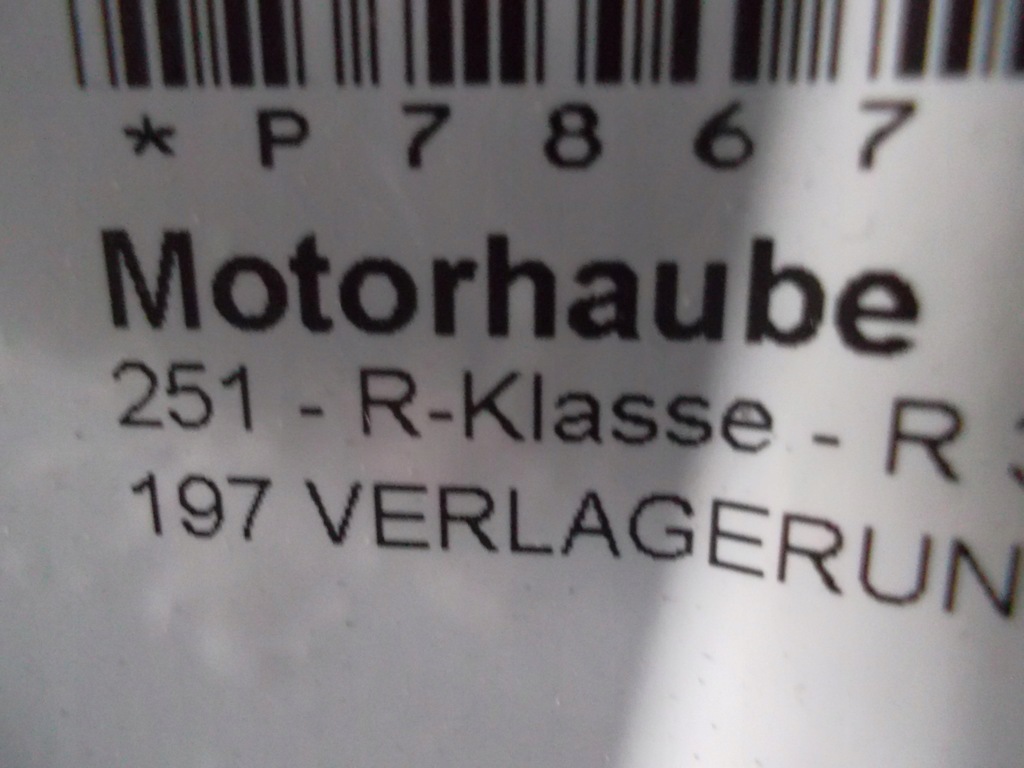 *P7867
Motorhaube
251 - R-Klasse - R
197 VERLAGERUN